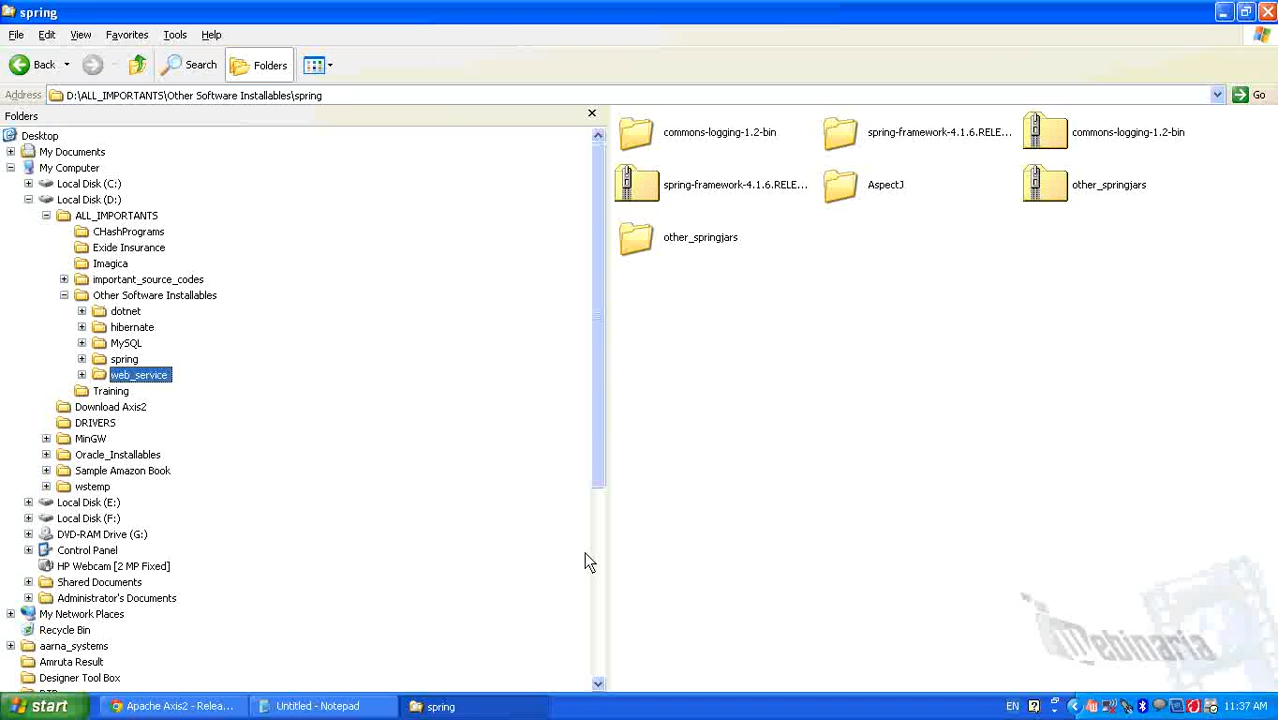 spring
File Edit View Favorites Tools Help
Back Search Folders
Address D:\ALL_IMPORTANTS\Other Software Installables\spring Go
Folders
Desktop
My Documents
My Computer
Local Disk (C:)
Local Disk (D:)
ALL_IMPORTANTS
CHashPrograms
Exide Insurance
Imagica
important_source_codes
Other Software Installables
dotnet
hibernate
MySQL
spring
web_service
Training
Download Axis2
DRIVERS
MinGW
Oracle_Installables
Sample Amazon Book
wstemp
Local Disk (E:)
Local Disk (F:)
DVD-RAM Drive (G:)
Control Panel
HP Webcam [2 MP Fixed]
Shared Documents
Administrator's Documents
My Network Places
Recycle Bin
aarna_systems
Amruta Result
Designer Tool Box
commons-logging-1.2-bin
spring-framework-4.1.6.RELE...
commons-logging-1.2-bin
spring-framework-4.1.6.RELE...
AspectJ
other_springjars
other_springjars
Webinaria
start Apache Axis2 - Relea... Untitled - Notepad spring EN 11:37 AM